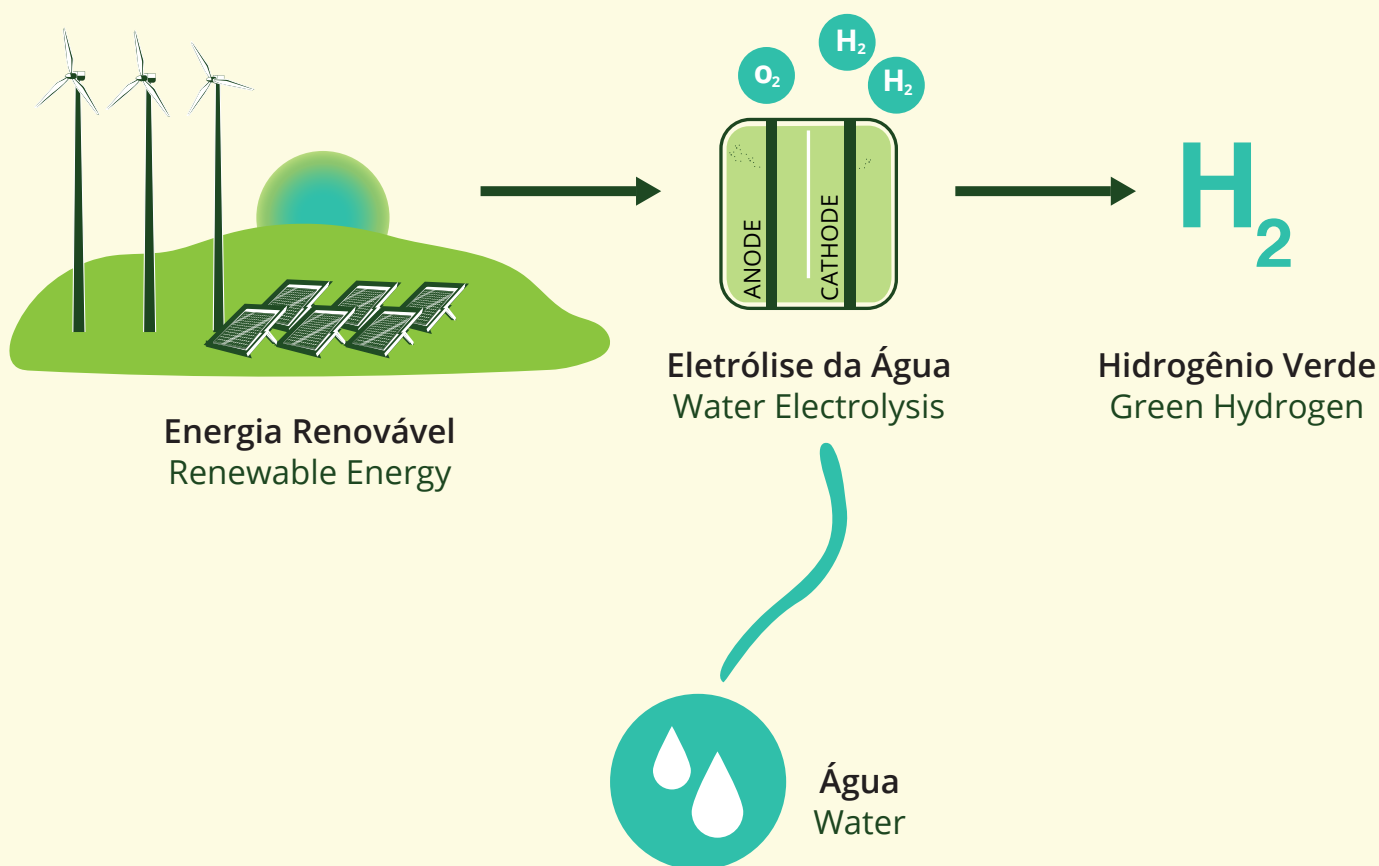 O₂
H₂
H₂
ANODE
CATHODE
H₂
Energia Renovável
Renewable Energy
Eletrólise da Água
Water Electrolysis
Hidrogênio Verde
Green Hydrogen
Água
Water